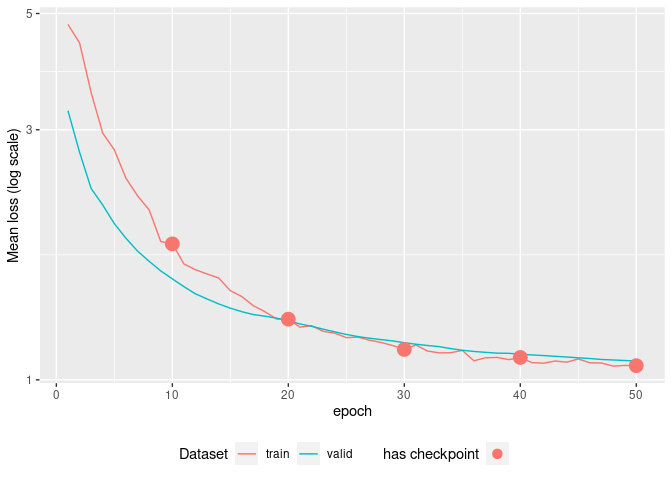 5
3
1
Mean loss (log scale)
0 10 20 30 40 50
epoch
Dataset train valid has checkpoint